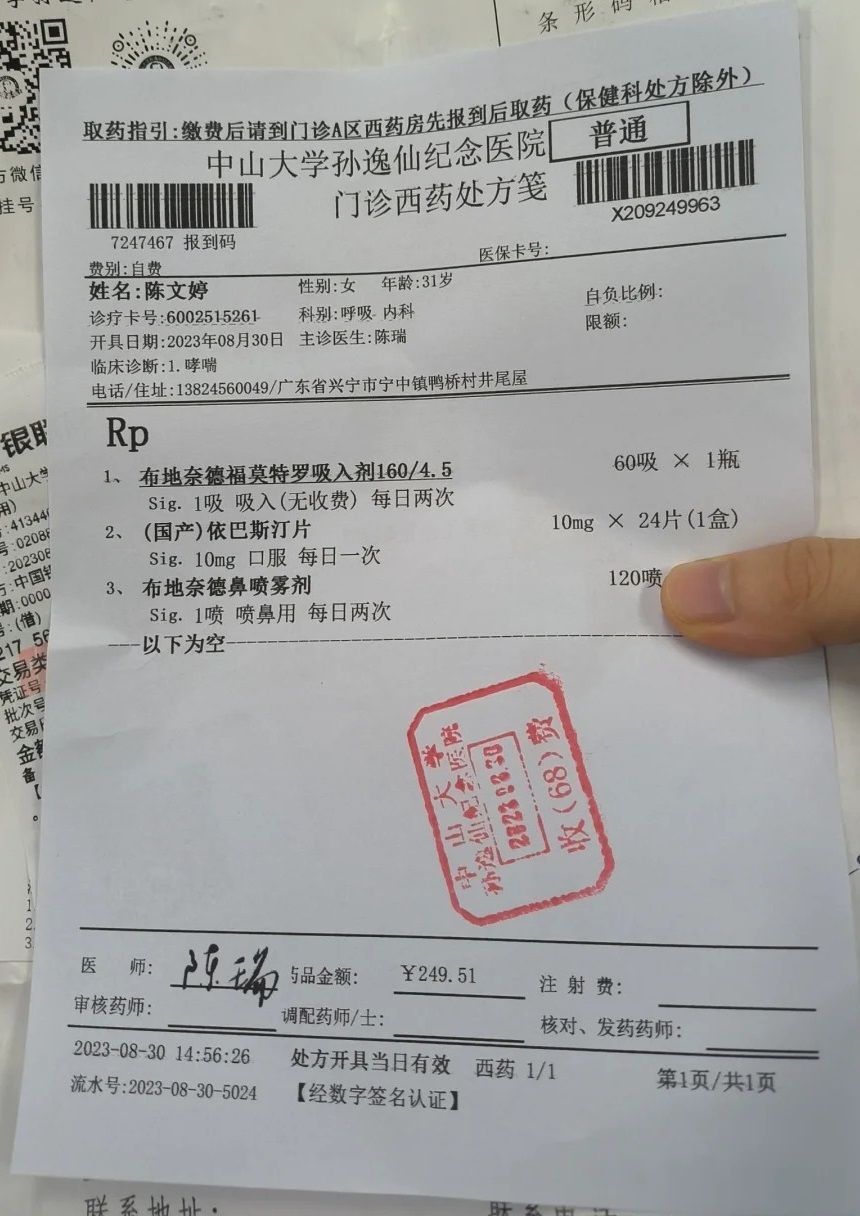 条形码粘
方微信
挂号
取药指引:缴费后请到门诊A区西药房先报到后取药(保健科处方除外)
中山大学孙逸仙纪念医院
普通
门诊西药处方笺
7247467 报到码
X209249963
费别:自费
医保卡号:
姓名:陈文婷
性别:女 年龄:31岁
自负比例:
诊疗卡号:6002515261
科别:呼吸 内科
限额:
开具日期:2023年08月30日 主诊医生:陈瑞
临床诊断:1.哮喘
电话/住址:13824560049/广东省兴宁市宁中镇鸭桥村井尾屋
Rp
1、 布地奈德福莫特罗吸入剂160/4.5 60吸 × 1瓶
Sig. 1吸 吸入(无收费) 每日两次
2、 (国产)依巴斯汀片 10mg × 24片(1盒)
Sig. 10mg 口服 每日一次
3、 布地奈德鼻喷雾剂 120喷
Sig. 1喷 喷鼻用 每日两次
---以下为空---
中山大学
孙逸仙纪念医院
2023.08.30
收(68)费
医 师: 陈瑞 药品金额: ¥249.51 注 射 费:
审核药师: 调配药师/士: 核对、发药药师:
2023-08-30 14:56:26 处方开具当日有效 西药 1/1 第1页/共1页
流水号:2023-08-30-5024 【经数字签名认证】
银联
中山大学
用)
:41344
号:0208
:202308
方:中国银
期:0000
:(借)
217 56
交易类
凭证号
批次号
交易
金额
备
联系地址:
联系电话